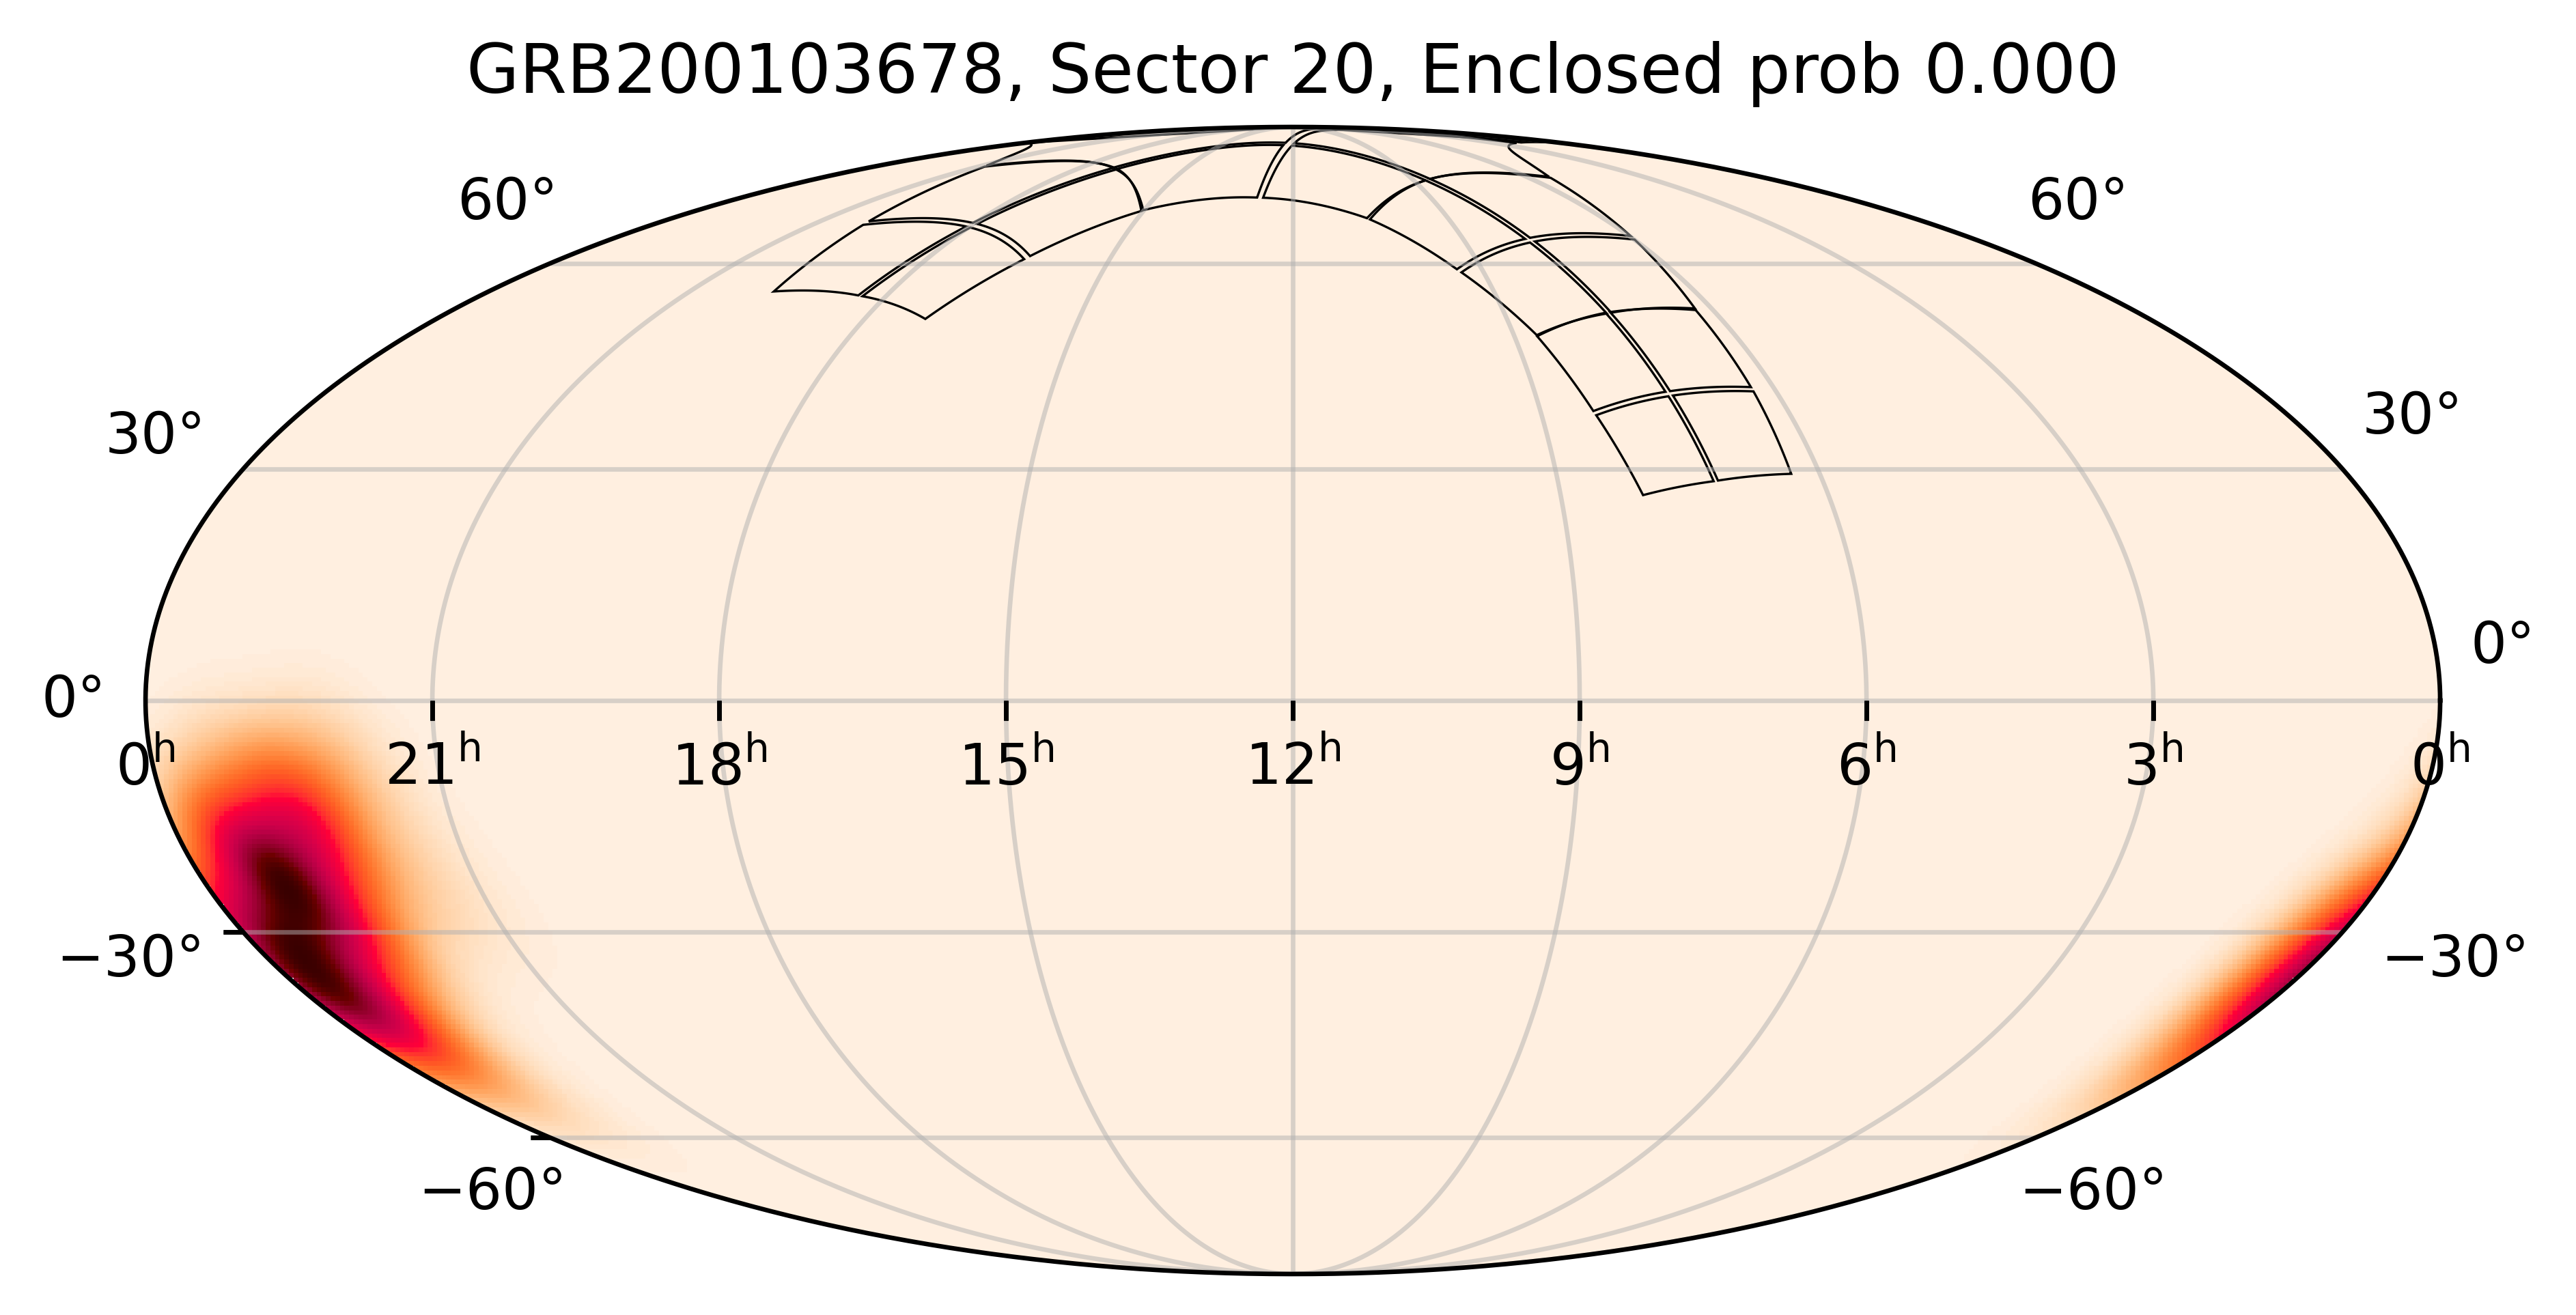 GRB200103678, Sector 20, Enclosed prob 0.000
60° 60°
30° 30°
0° 0°
0h 21h 18h 15h 12h 9h 6h 3h 0h
−30° −30°
−60° −60°